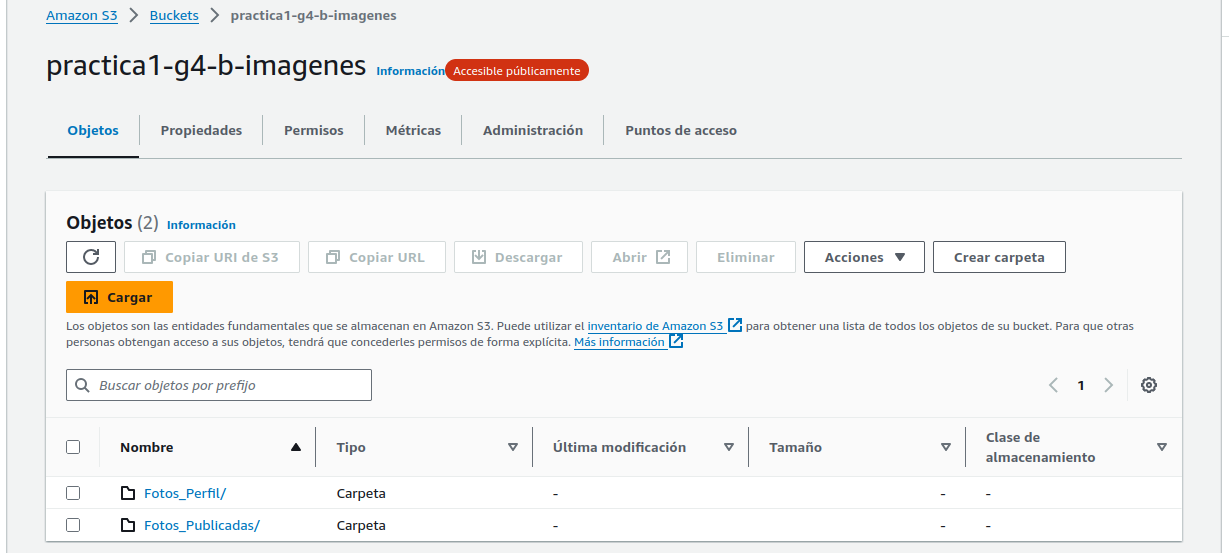 Amazon S3 > Buckets > practica1-g4-b-imagenes
practica1-g4-b-imagenes Información Accesible públicamente
Objetos Propiedades Permisos Métricas Administración Puntos de acceso
Objetos (2) Información
Copiar URI de S3 Copiar URL Descargar Abrir Eliminar Acciones Crear carpeta
Cargar
Los objetos son las entidades fundamentales que se almacenan en Amazon S3. Puede utilizar el inventario de Amazon S3 para obtener una lista de todos los objetos de su bucket. Para que otras
personas obtengan acceso a sus objetos, tendrá que concederles permisos de forma explícita. Más información
Buscar objetos por prefijo 1
Nombre Tipo Última modificación Tamaño Clase de
almacenamiento
Fotos_Perfil/ Carpeta - - -
Fotos_Publicadas/ Carpeta - - -